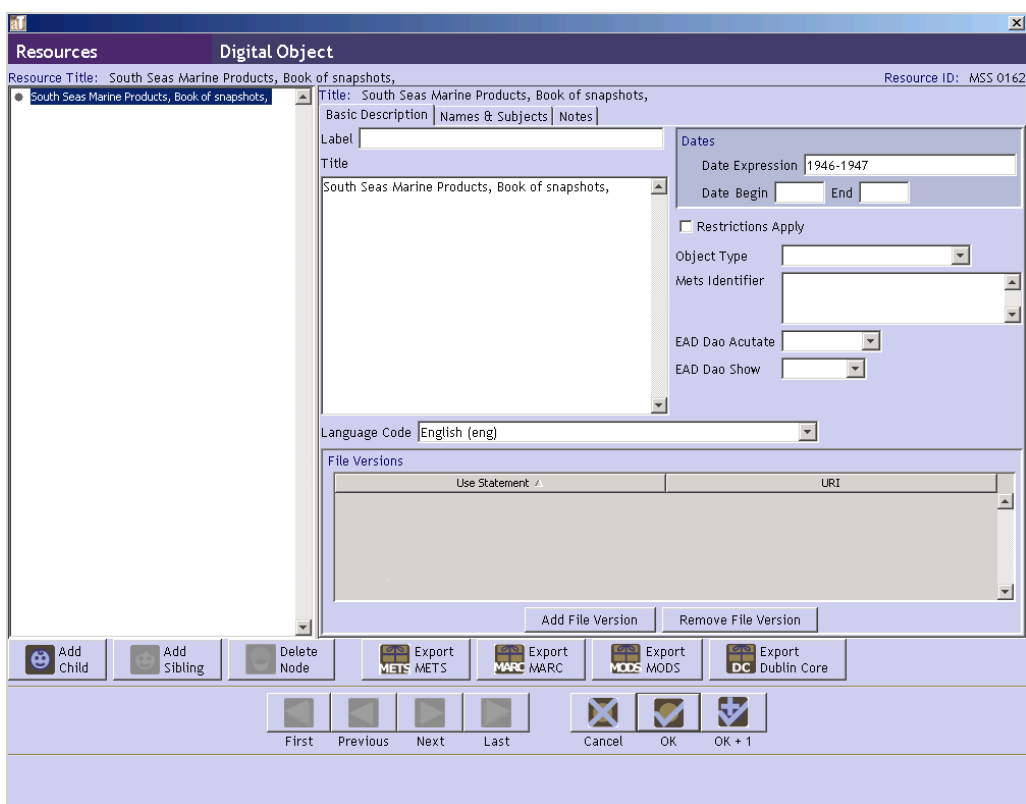 aT
Resources Digital Object
Resource Title: South Seas Marine Products, Book of snapshots, Resource ID: MSS 0162
South Seas Marine Products, Book of snapshots,
Title: South Seas Marine Products, Book of snapshots,
Basic Description Names & Subjects Notes
Label
Title
South Seas Marine Products, Book of snapshots,
Dates
Date Expression 1946-1947
Date Begin End
Restrictions Apply
Object Type
Mets Identifier
EAD Dao Acutate
EAD Dao Show
Language Code English (eng)
File Versions
Use Statement URI
Add File Version Remove File Version
Add Child
Add Sibling
Delete Node
METS Export METS
MARC Export MARC
MODS Export MODS
DC Export Dublin Core
First Previous Next Last Cancel OK OK + 1